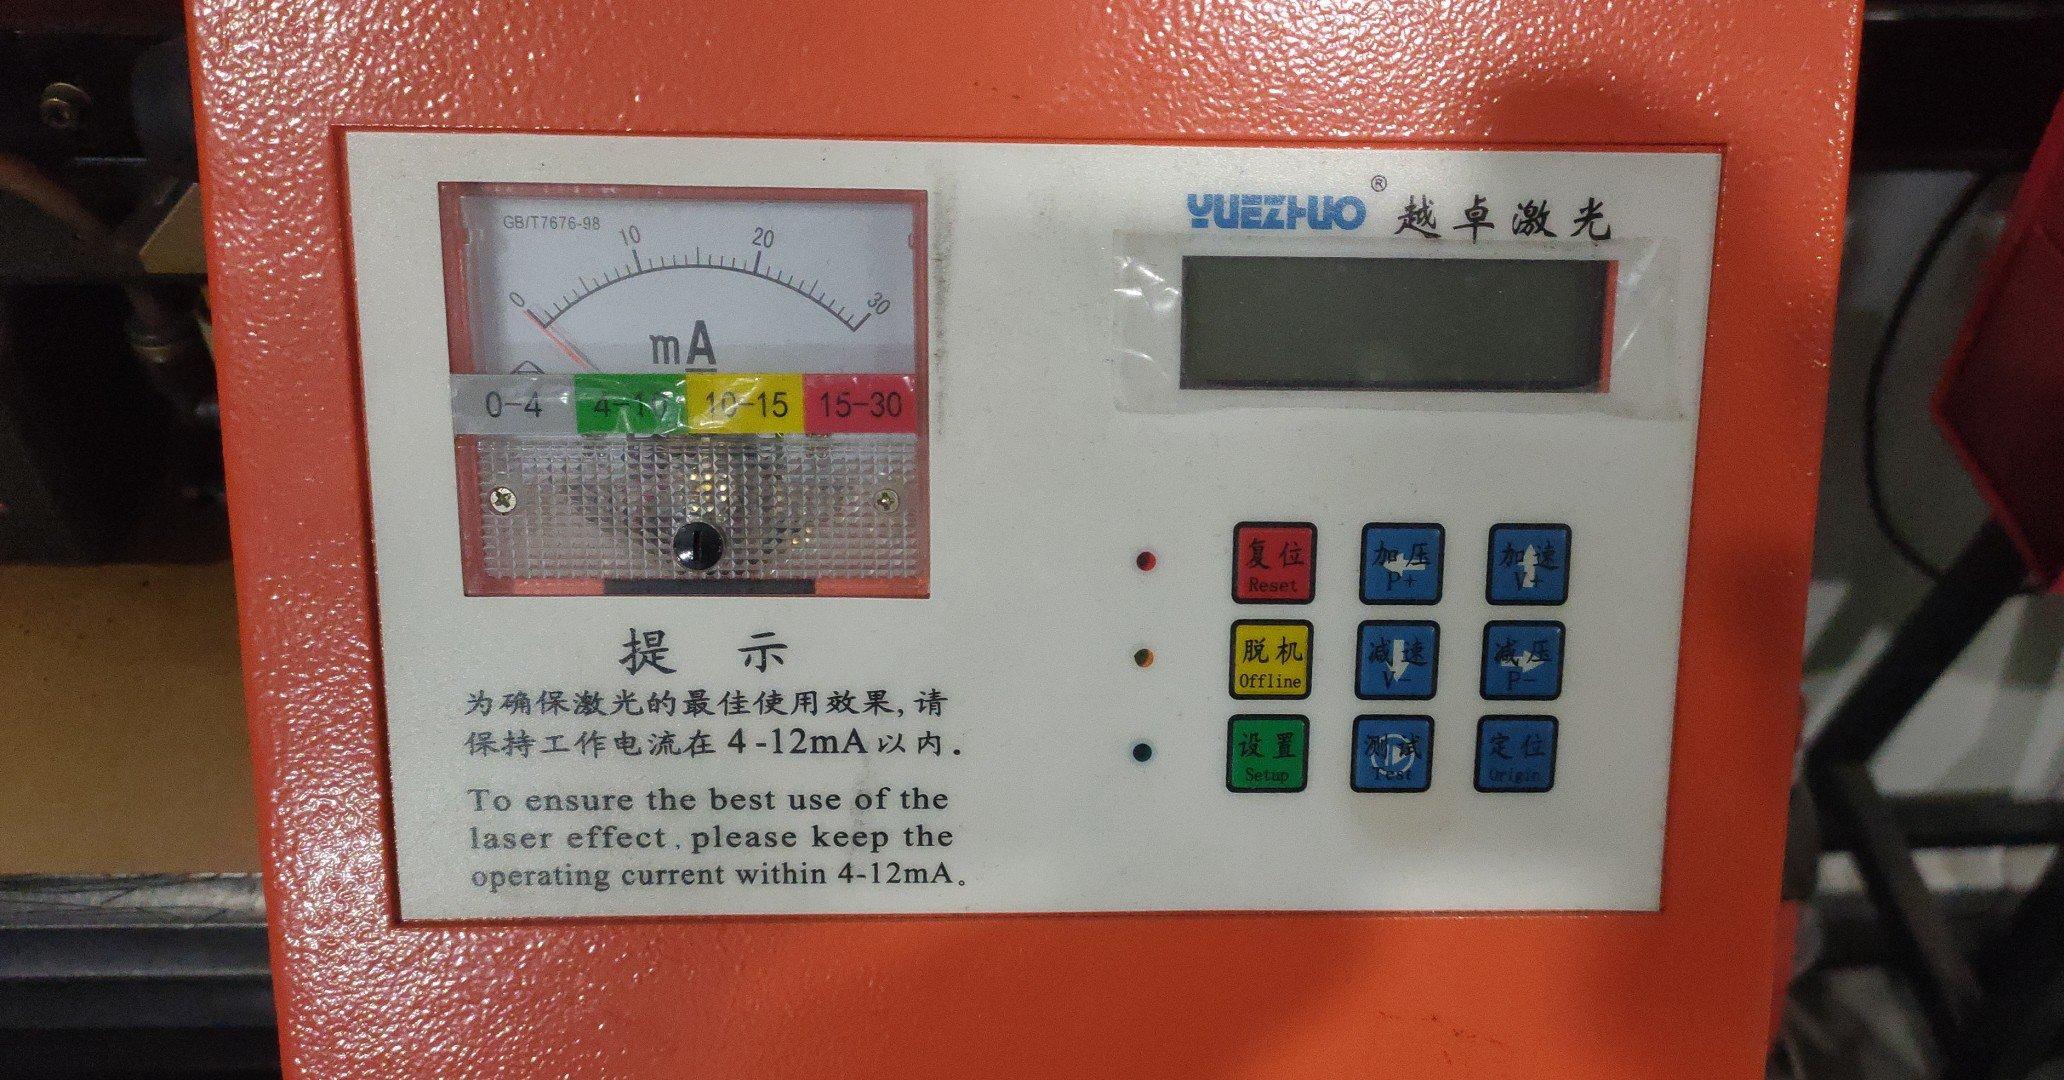 GB/T7676-98
0 10 20 30
mA
0-4 4-10 10-15 15-30
提 示
为确保激光的最佳使用效果,请
保持工作电流在 4-12mA 以内.
To ensure the best use of the
laser effect, please keep the
operating current within 4-12mA。
YUEZHUO® 越卓激光
复位 加压 加速
Reset P+ V+
脱机 减速 减压
Offline V- P-
设置 测试 定位
Setup Test Origin